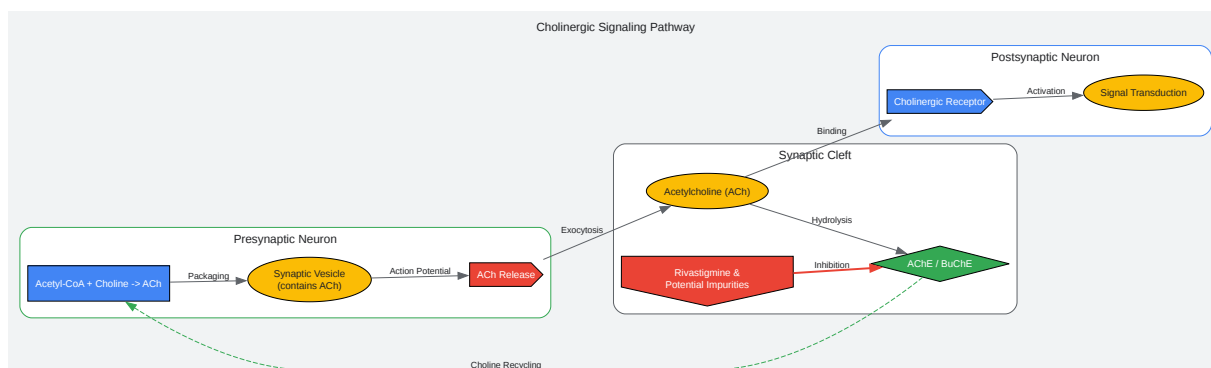 Cholinergic Signaling Pathway
Postsynaptic Neuron
Cholinergic Receptor
Activation
Signal Transduction
Binding
Synaptic Cleft
Acetylcholine (ACh)
Exocytosis
Hydrolysis
Rivastigmine &
Potential Impurities
Inhibition
AChE / BuChE
Presynaptic Neuron
Acetyl-CoA + Choline -> ACh
Packaging
Synaptic Vesicle
(contains ACh)
Action Potential
ACh Release
Choline Recycling